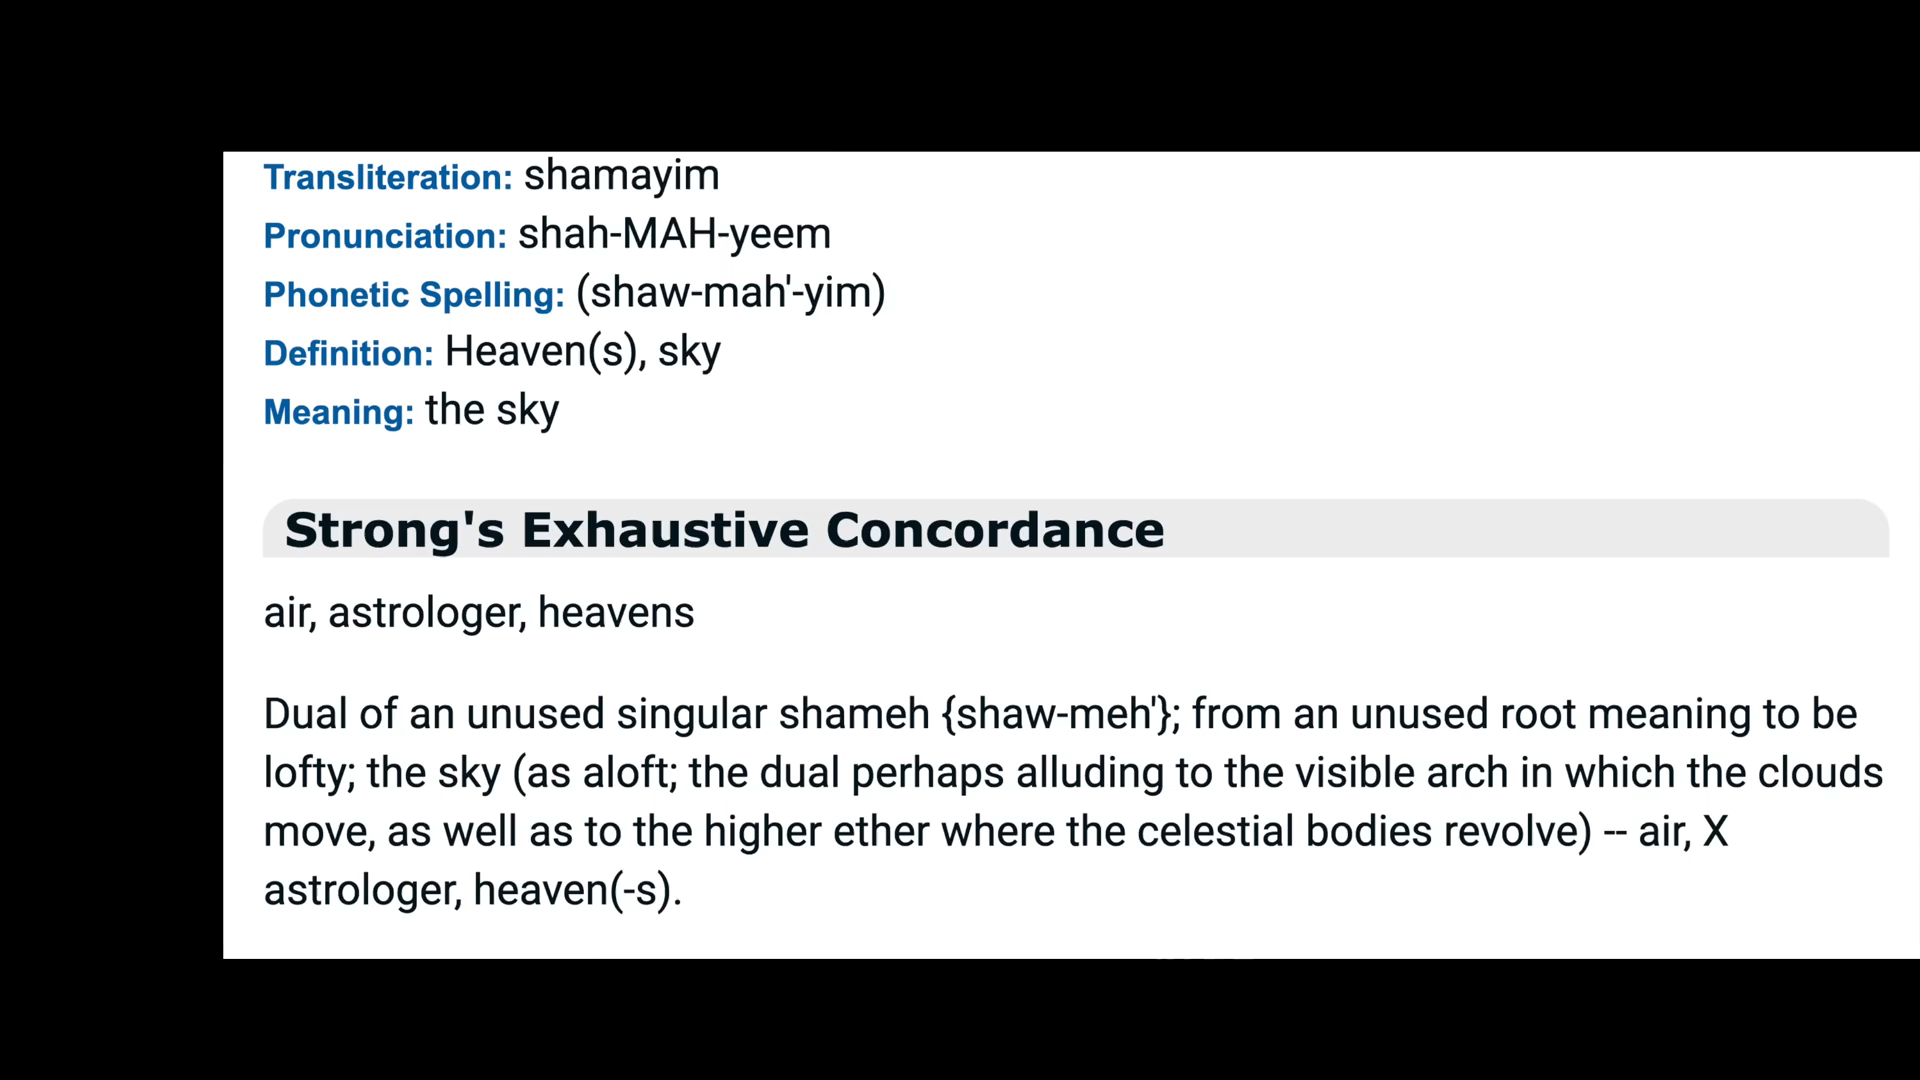 Transliteration: shamayim
Pronunciation: shah-MAH-yeem
Phonetic Spelling: (shaw-mah'-yim)
Definition: Heaven(s), sky
Meaning: the sky
Strong's Exhaustive Concordance
air, astrologer, heavens
Dual of an unused singular shameh {shaw-meh'}; from an unused root meaning to be
lofty; the sky (as aloft; the dual perhaps alluding to the visible arch in which the clouds
move, as well as to the higher ether where the celestial bodies revolve) -- air, X
astrologer, heaven(-s).